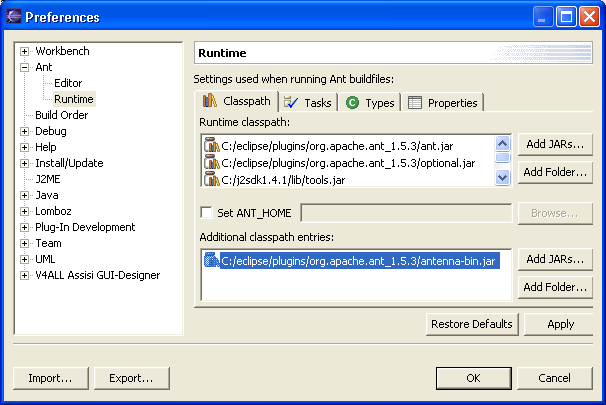 Preferences
Workbench
Ant
Editor
Runtime
Build Order
Debug
Help
Install/Update
J2ME
Java
Lomboz
Plug-In Development
Team
UML
V4ALL Assisi GUI-Designer
Runtime
Settings used when running Ant buildfiles:
Classpath Tasks Types Properties
Runtime classpath:
C:/eclipse/plugins/org.apache.ant_1.5.3/ant.jar
C:/eclipse/plugins/org.apache.ant_1.5.3/optional.jar
C:/j2sdk1.4.1/lib/tools.jar
Add JARs...
Add Folder...
Set ANT_HOME Browse...
Additional classpath entries:
C:/eclipse/plugins/org.apache.ant_1.5.3/antenna-bin.jar
Add JARs...
Add Folder...
Restore Defaults Apply
Import... Export... OK Cancel